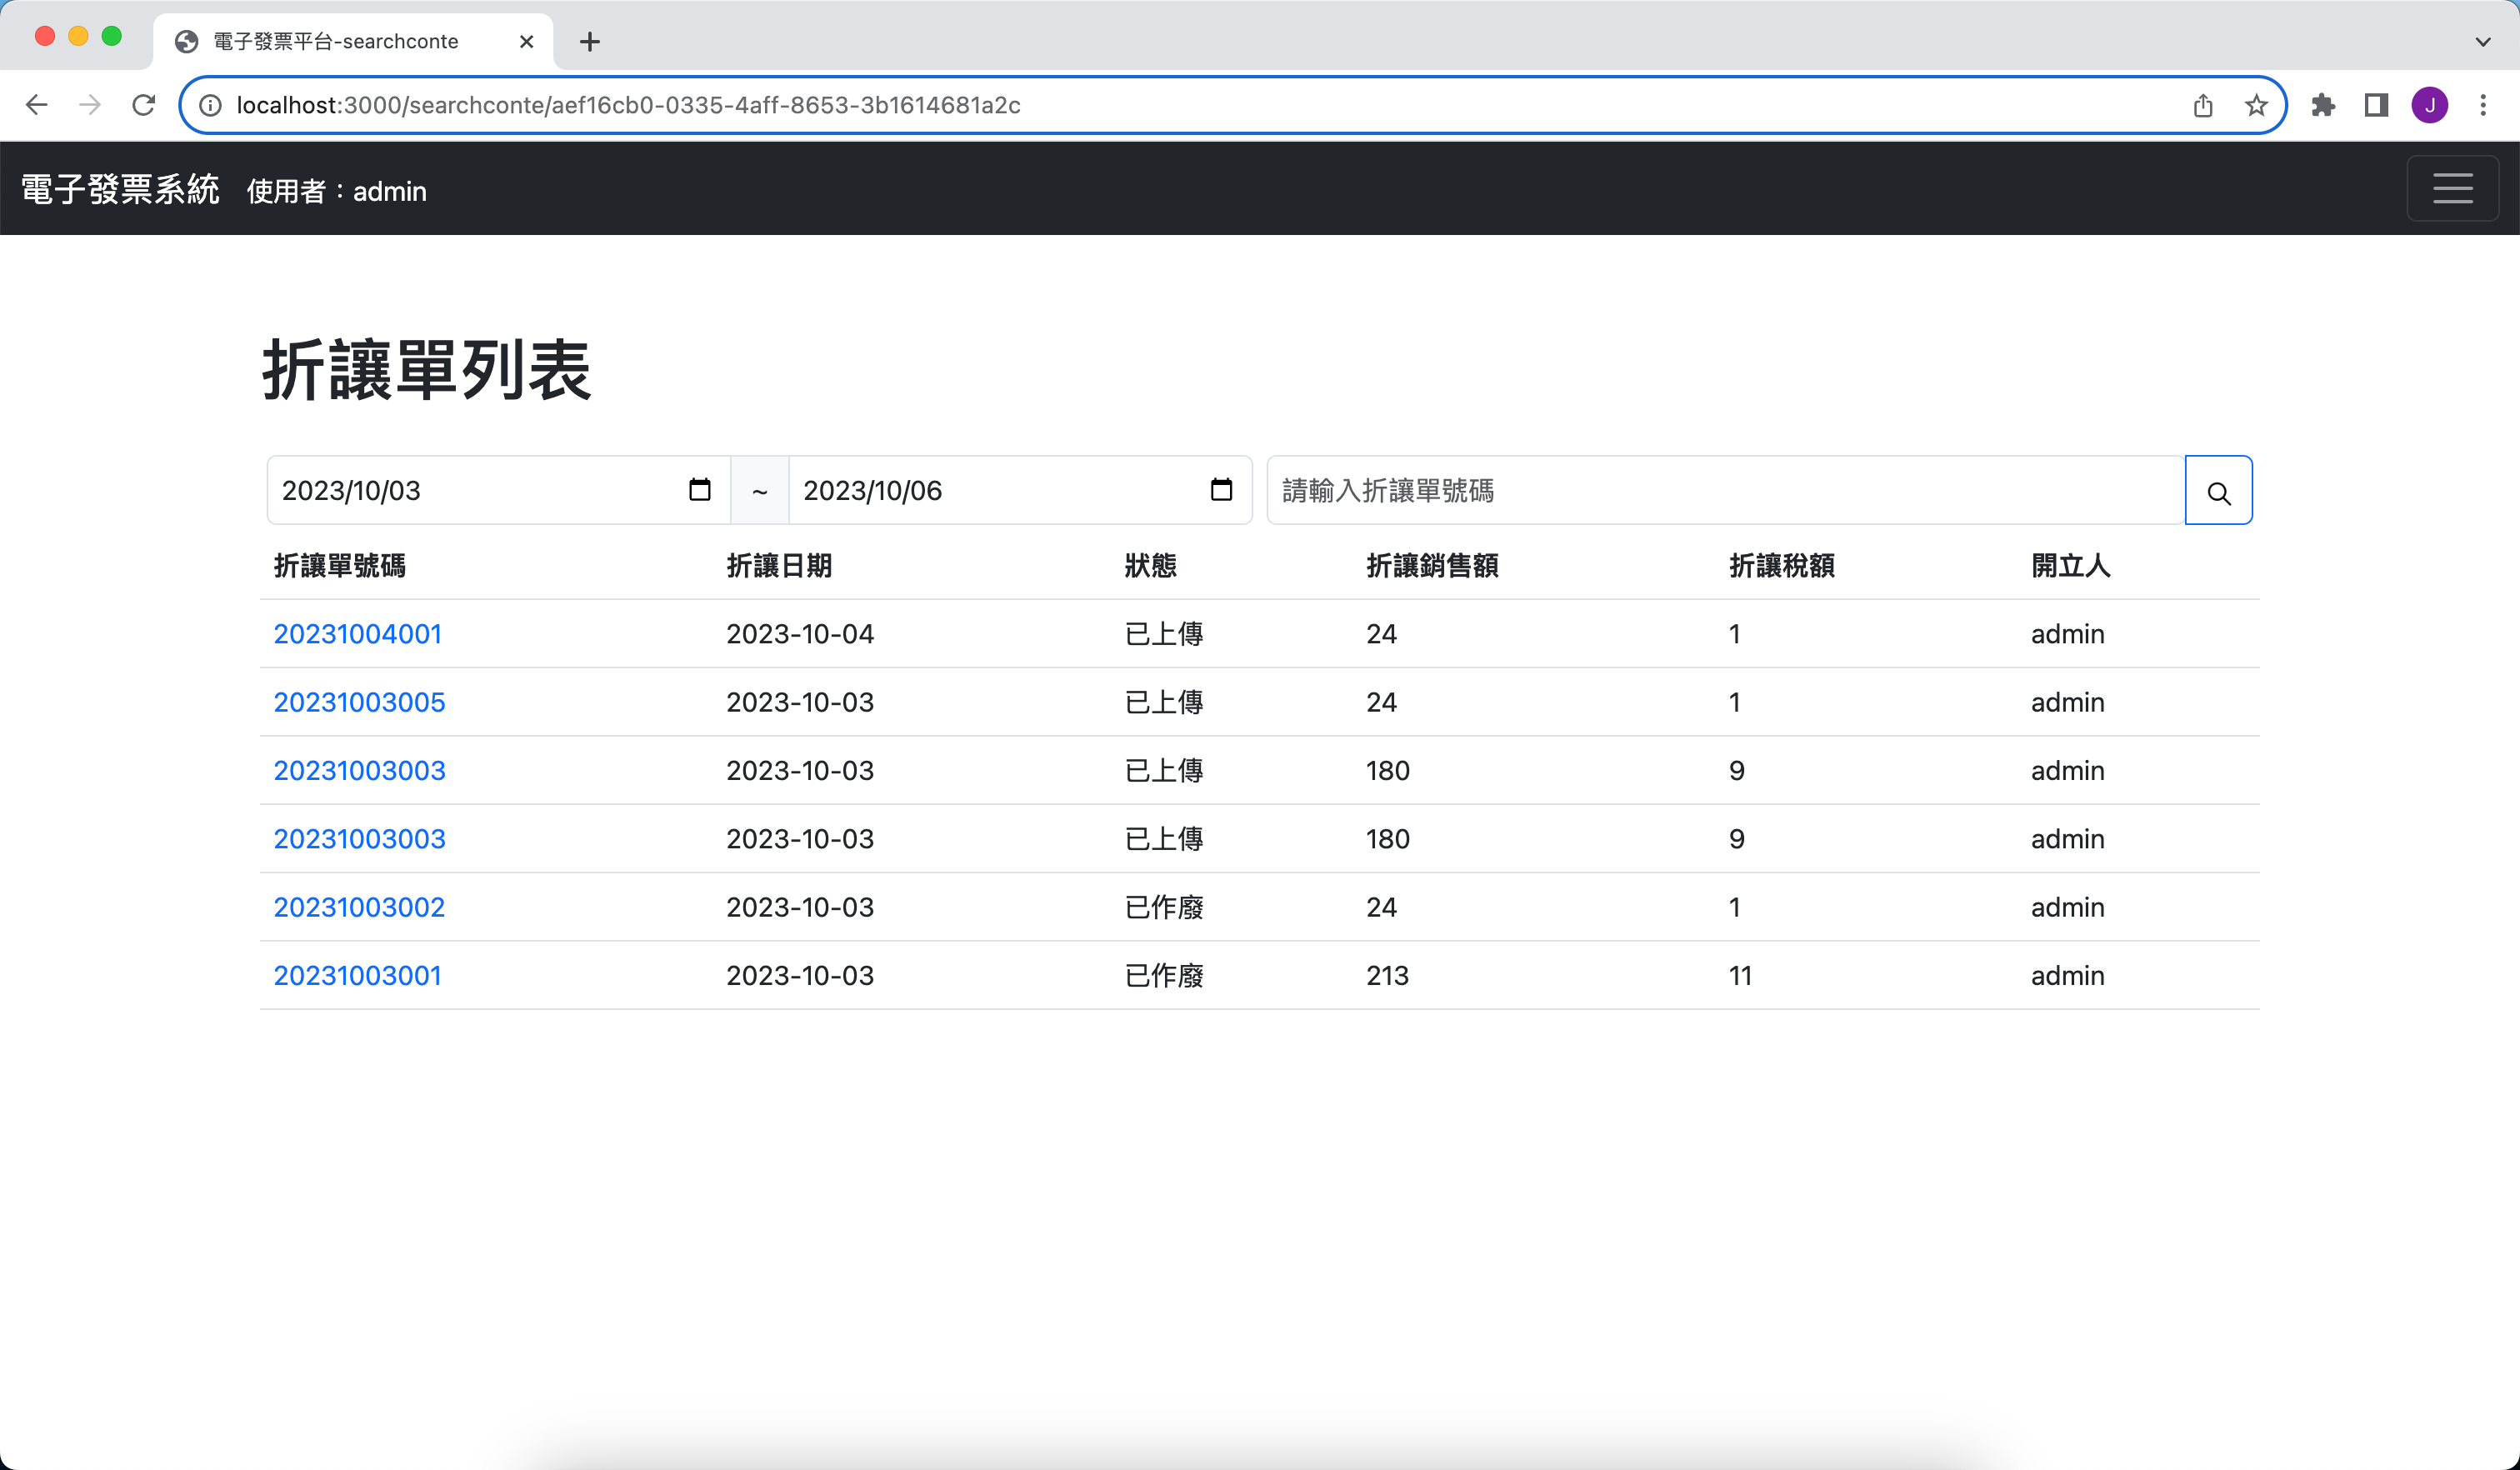 電子發票平台-searchconte
localhost:3000/searchconte/aef16cb0-0335-4aff-8653-3b1614681a2c
J
電子發票系統 使用者：admin
折讓單列表
2023/10/03 ~ 2023/10/06 請輸入折讓單號碼
折讓單號碼 折讓日期 狀態 折讓銷售額 折讓稅額 開立人
20231004001 2023-10-04 已上傳 24 1 admin
20231003005 2023-10-03 已上傳 24 1 admin
20231003003 2023-10-03 已上傳 180 9 admin
20231003003 2023-10-03 已上傳 180 9 admin
20231003002 2023-10-03 已作廢 24 1 admin
20231003001 2023-10-03 已作廢 213 11 admin